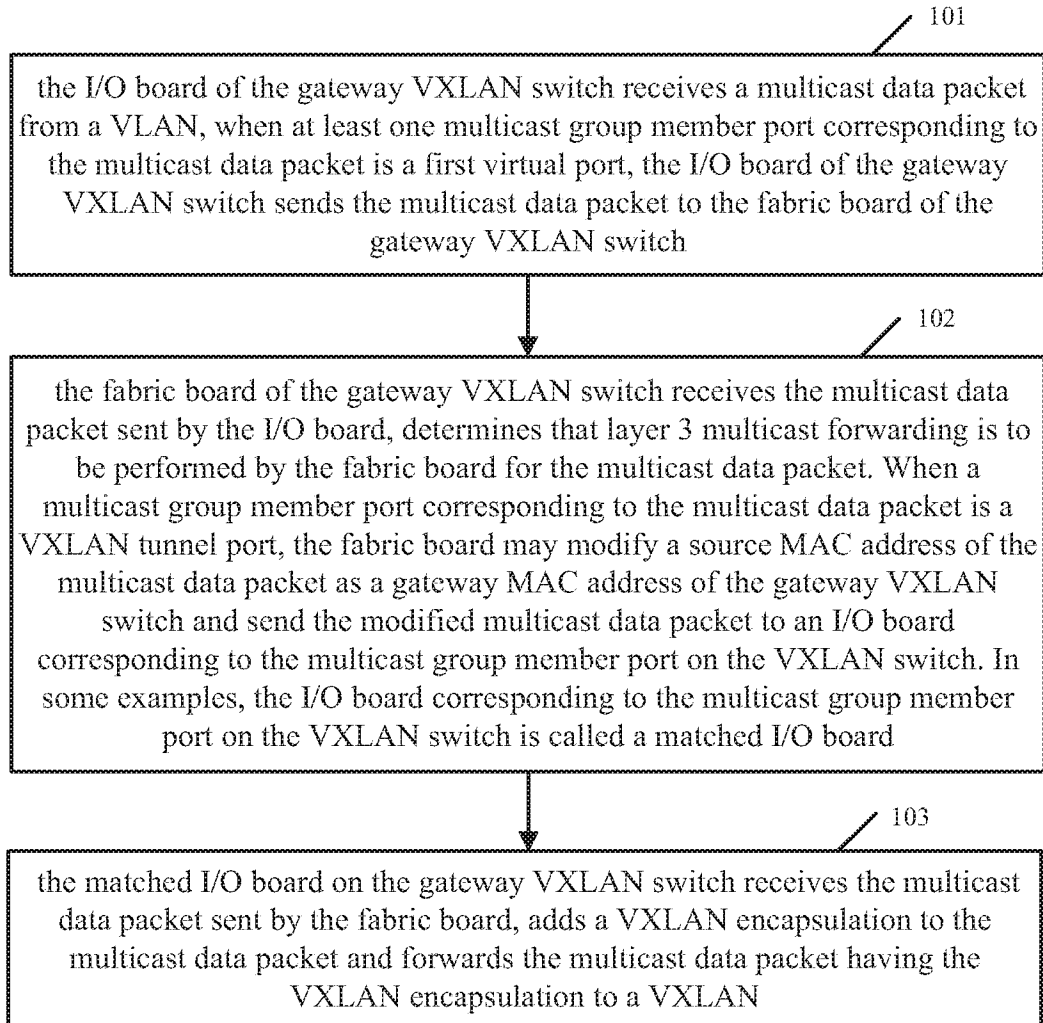 101
the I/O board of the gateway VXLAN switch receives a multicast data packet
from a VLAN, when at least one multicast group member port corresponding to
the multicast data packet is a first virtual port, the I/O board of the gateway
VXLAN switch sends the multicast data packet to the fabric board of the
gateway VXLAN switch
102
the fabric board of the gateway VXLAN switch receives the multicast data
packet sent by the I/O board, determines that layer 3 multicast forwarding is to
be performed by the fabric board for the multicast data packet. When a
multicast group member port corresponding to the multicast data packet is a
VXLAN tunnel port, the fabric board may modify a source MAC address of the
multicast data packet as a gateway MAC address of the gateway VXLAN
switch and send the modified multicast data packet to an I/O board
corresponding to the multicast group member port on the VXLAN switch. In
some examples, the I/O board corresponding to the multicast group member
port on the VXLAN switch is called a matched I/O board
103
the matched I/O board on the gateway VXLAN switch receives the multicast
data packet sent by the fabric board, adds a VXLAN encapsulation to the
multicast data packet and forwards the multicast data packet having the
VXLAN encapsulation to a VXLAN